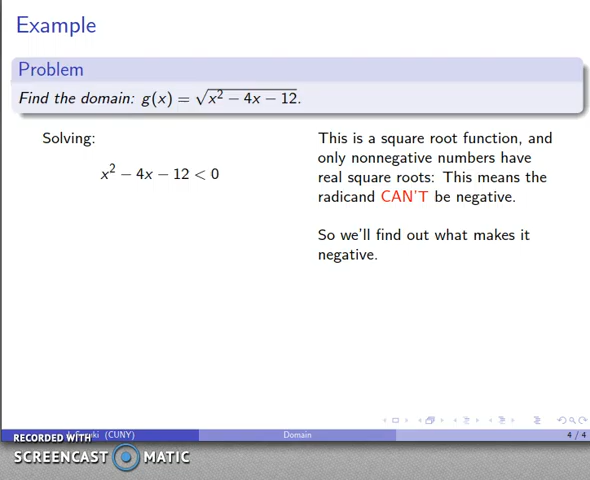 Example
Problem
Find the domain: g(x) = √x² − 4x − 12.
Solving:
x² − 4x − 12 < 0
This is a square root function, and
only nonnegative numbers have
real square roots: This means the
radicand CAN'T be negative.
So we'll find out what makes it
negative.
(CUNY)
Domain
4 / 4
RECORDED WITH
SCREENCAST MATIC